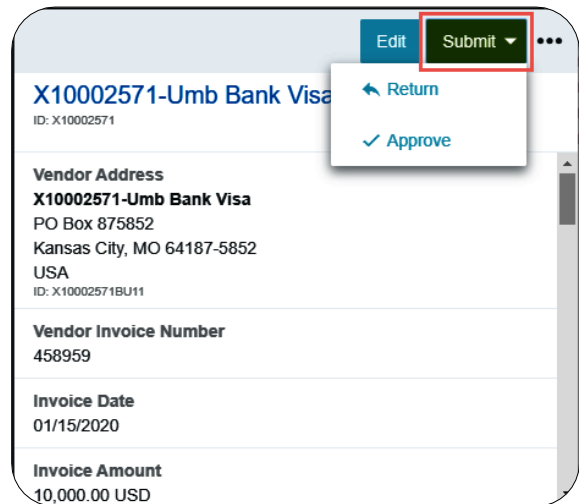 Edit
Submit
X10002571-Umb Bank Visa
ID: X10002571
Return
Approve
Vendor Address
X10002571-Umb Bank Visa
PO Box 875852
Kansas City, MO 64187-5852
USA
ID: X10002571BU11
Vendor Invoice Number
458959
Invoice Date
01/15/2020
Invoice Amount
10,000.00 USD